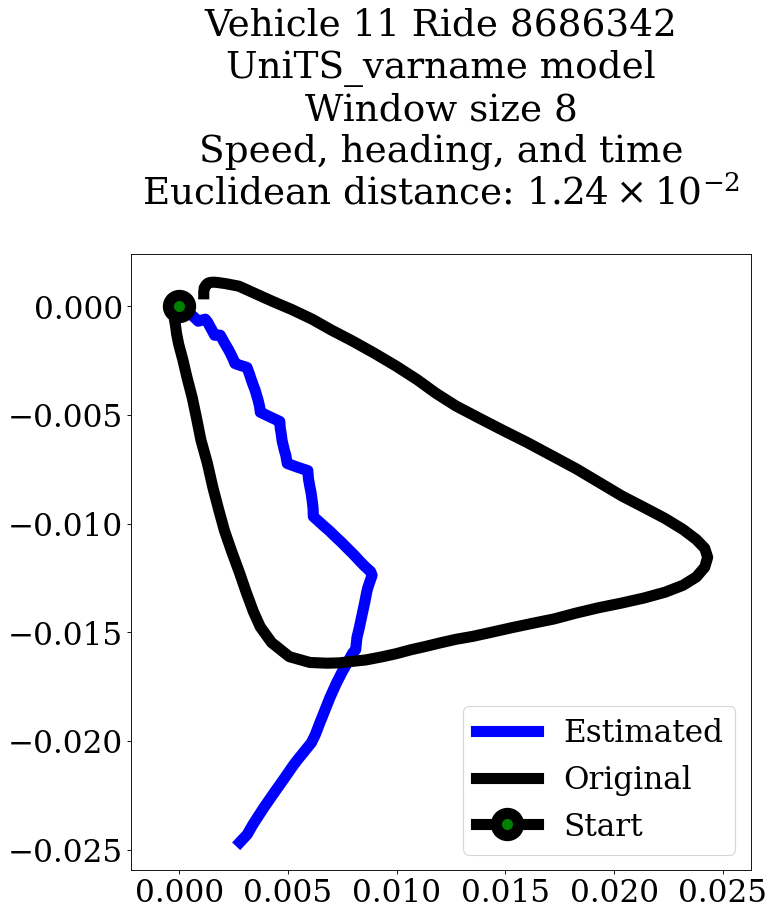 Vehicle 11 Ride 8686342
UniTS_varname model
Window size 8
Speed, heading, and time
Euclidean distance: 1.24 × 10⁻²
0.000
−0.005
−0.010
−0.015
−0.020
−0.025
Estimated
Original
Start
0.000 0.005 0.010 0.015 0.020 0.025